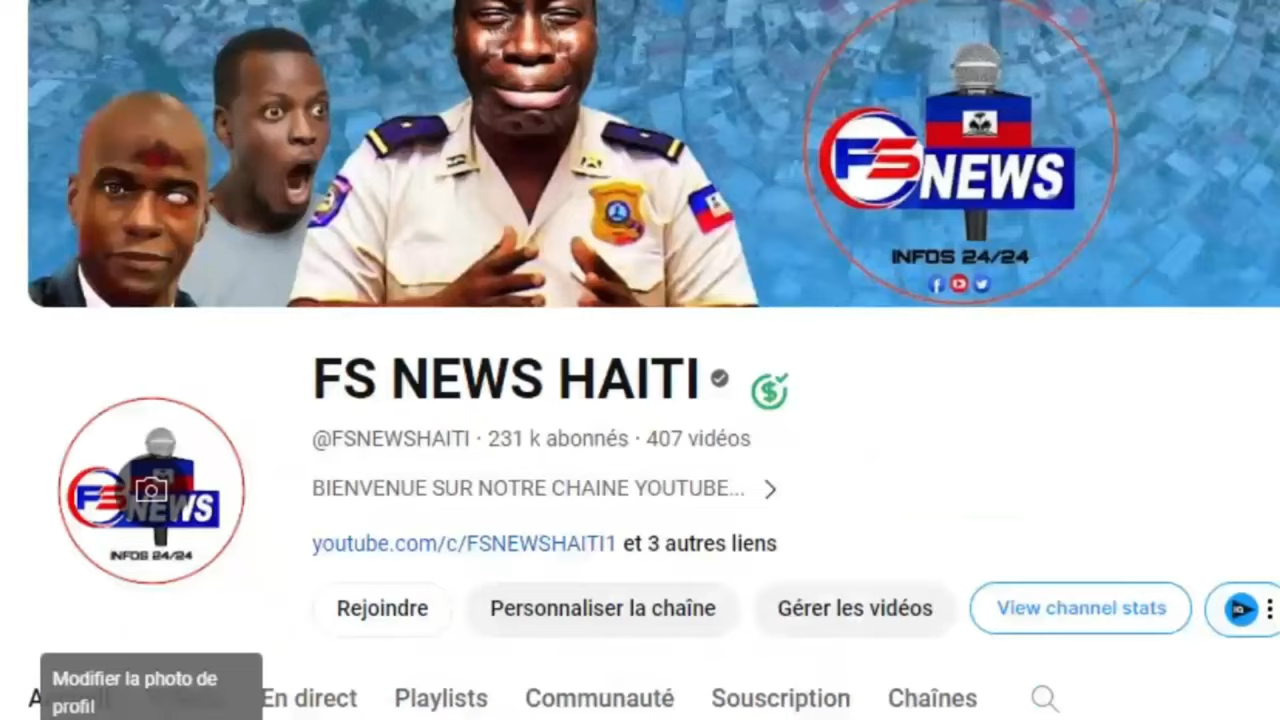 FS NEWS
INFOS 24/24
FS NEWS HAITI
@FSNEWSHAITI · 231 k abonnés · 407 vidéos
BIENVENUE SUR NOTRE CHAINE YOUTUBE...
youtube.com/c/FSNEWSHAITI1 et 3 autres liens
FS NEWS
INFOS 24/24
Rejoindre
Personnaliser la chaîne
Gérer les vidéos
View channel stats
Modifier la photo de
profil
En direct
Playlists
Communauté
Souscription
Chaînes